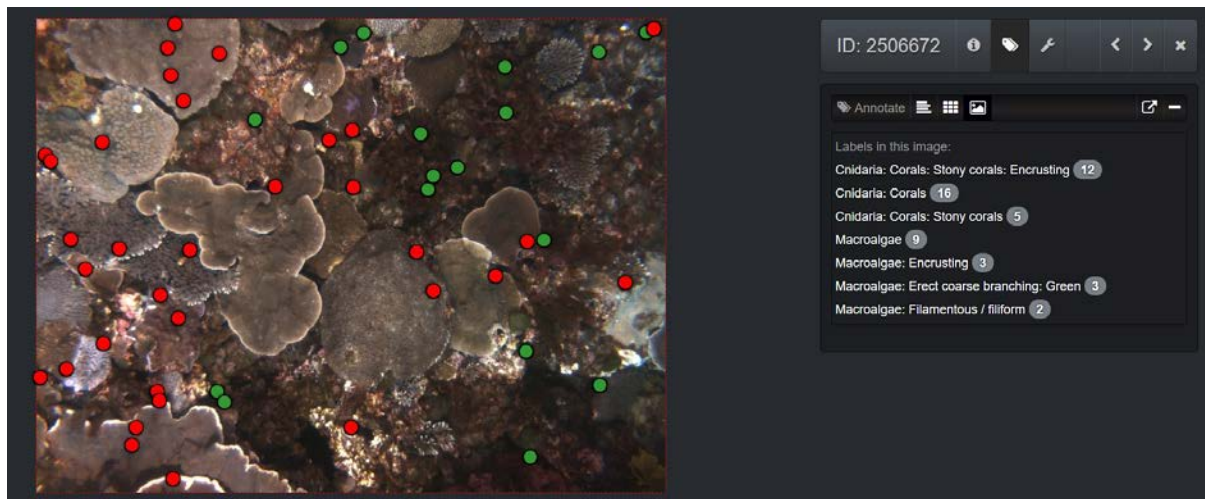 ID: 2506672
Annotate
Labels in this image:
Cnidaria: Corals: Stony corals: Encrusting 12
Cnidaria: Corals 16
Cnidaria: Corals: Stony corals 5
Macroalgae 9
Macroalgae: Encrusting 3
Macroalgae: Erect coarse branching: Green 3
Macroalgae: Filamentous / filiform 2